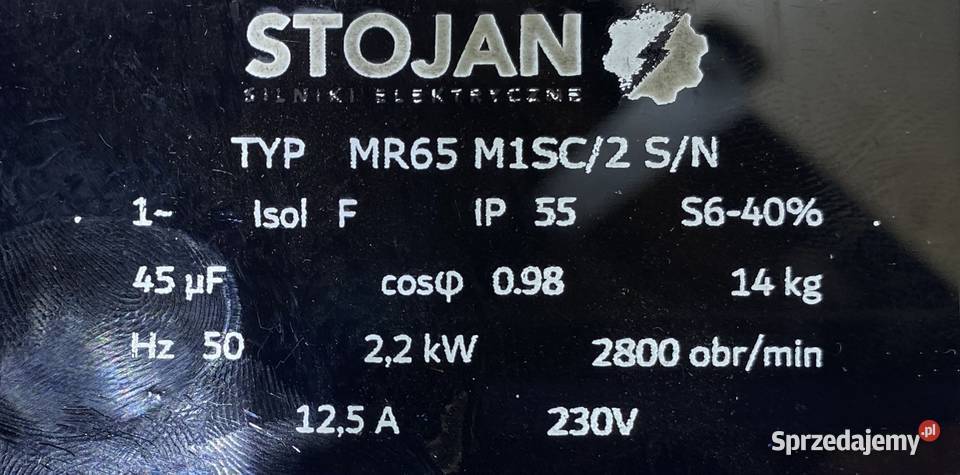 STOJAN
SILNIKI ELEKTRYCZNE
TYP MR65 M1SC/2 S/N
1~ Isol F IP 55 S6-40%
45 µF cosφ 0.98 14 kg
Hz 50 2,2 kW 2800 obr/min
12,5 A 230V
Sprzedajemy.pl